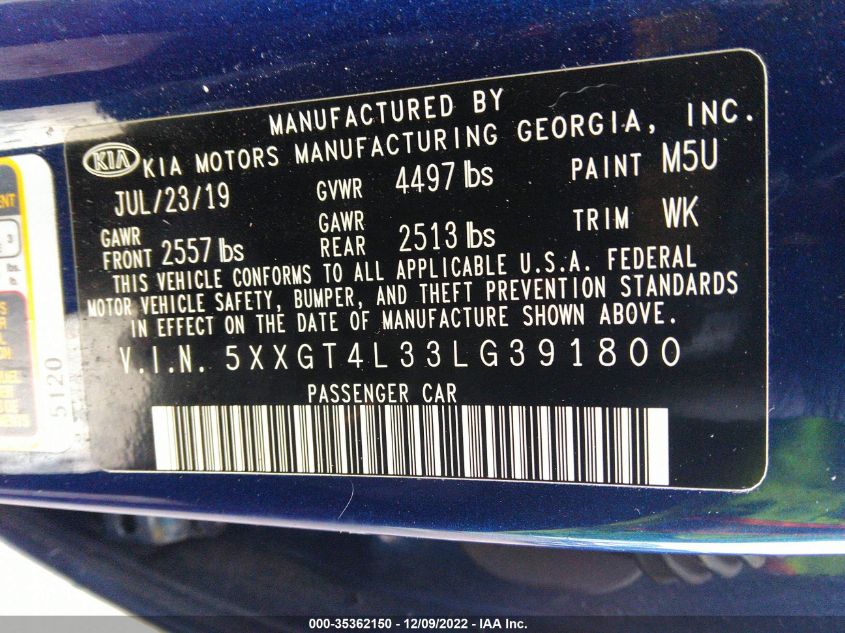 MANUFACTURED BY
KIA KIA MOTORS MANUFACTURING GEORGIA, INC.
JUL/23/19 GVWR 4497 lbs PAINT M5U
GAWR FRONT 2557 lbs GAWR REAR 2513 lbs TRIM WK
THIS VEHICLE CONFORMS TO ALL APPLICABLE U.S.A. FEDERAL
MOTOR VEHICLE SAFETY, BUMPER, AND THEFT PREVENTION STANDARDS
IN EFFECT ON THE DATE OF MANUFACTURE SHOWN ABOVE.
V.I.N. 5XXGT4L33LG391800
PASSENGER CAR
3
lbs.
lb.
5120
000-35362150 - 12/09/2022 - IAA Inc.